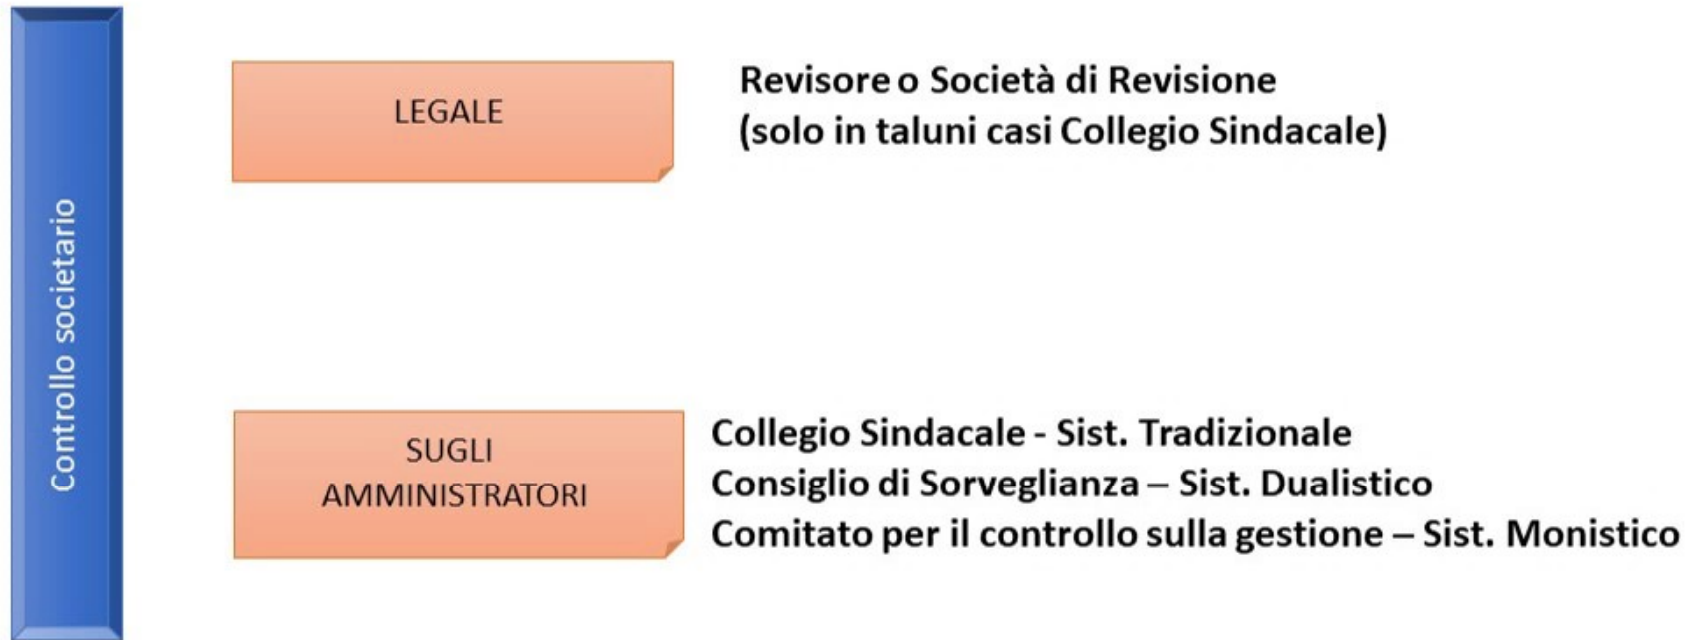 Controllo societario
LEGALE
Revisore o Società di Revisione
(solo in taluni casi Collegio Sindacale)
SUGLI
AMMINISTRATORI
Collegio Sindacale - Sist. Tradizionale
Consiglio di Sorveglianza – Sist. Dualistico
Comitato per il controllo sulla gestione – Sist. Monistico